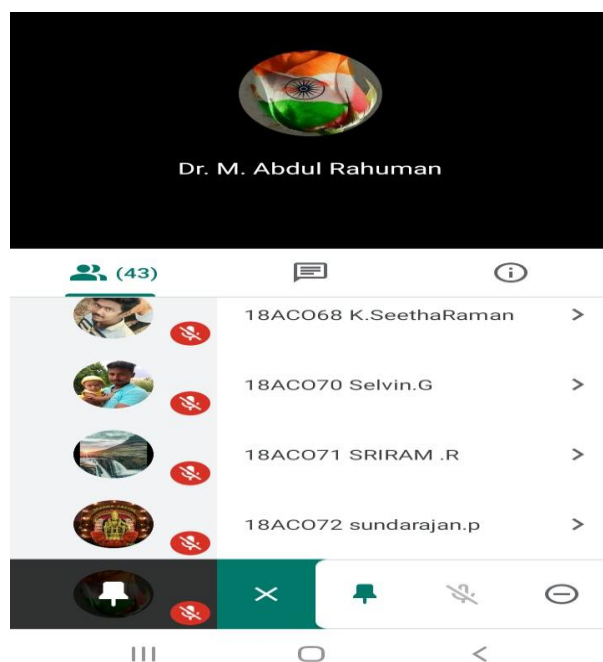 Dr. M. Abdul Rahuman
(43)
18ACO68 K.SeethaRaman
18ACO70 Selvin.G
18ACO71 SRIRAM .R
18ACO72 sundarajan.p